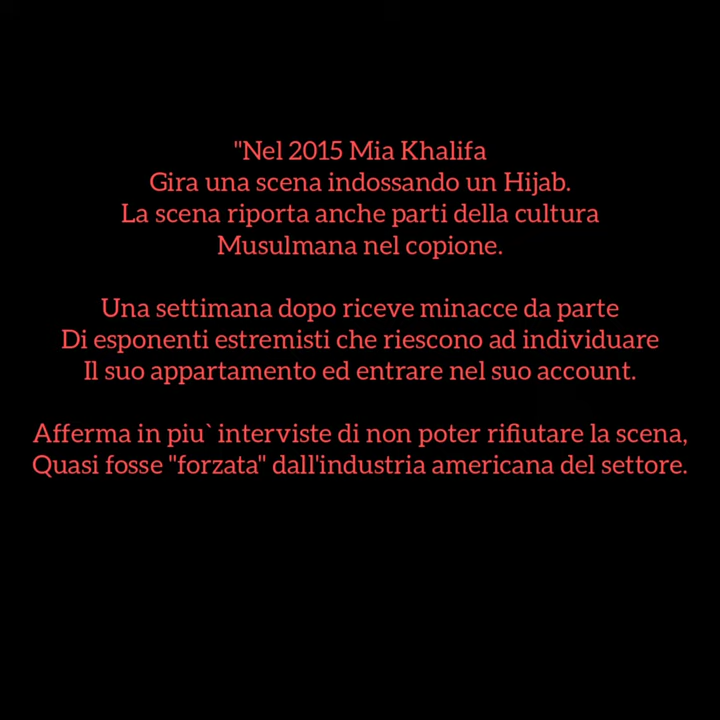 "Nel 2015 Mia Khalifa
Gira una scena indossando un Hijab.
La scena riporta anche parti della cultura
Musulmana nel copione.
Una settimana dopo riceve minacce da parte
Di esponenti estremisti che riescono ad individuare
Il suo appartamento ed entrare nel suo account.
Afferma in piu` interviste di non poter rifiutare la scena,
Quasi fosse "forzata" dall'industria americana del settore.